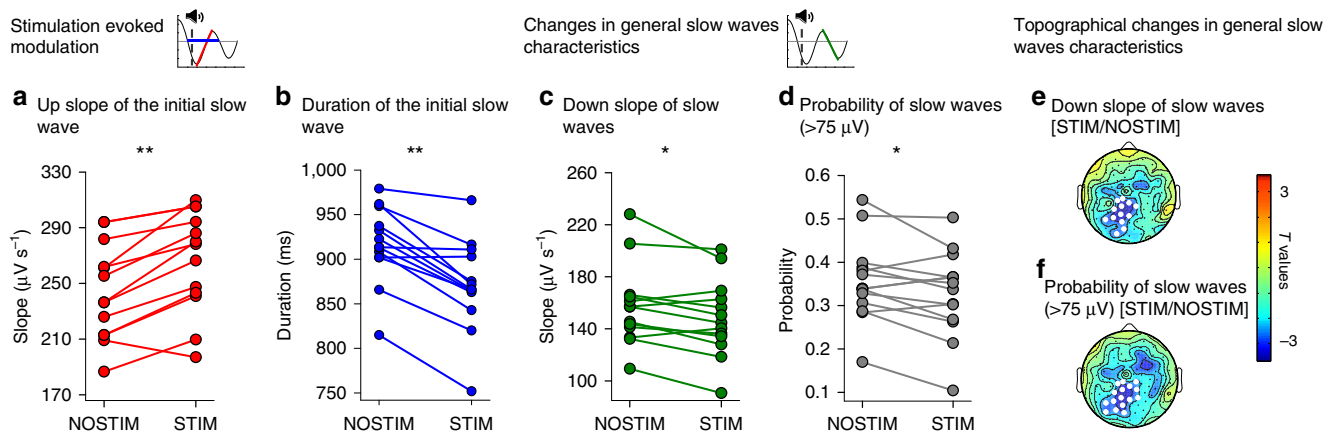 Stimulation evoked
modulation
Changes in general slow waves
characteristics
Topographical changes in general slow
waves characteristics
a Up slope of the initial slow
wave
**
330
290
250
210
170
Slope (µV s⁻¹)
NOSTIM STIM
b Duration of the initial slow
wave
**
1,000
950
900
850
800
750
Duration (ms)
NOSTIM STIM
c Down slope of slow
waves
*
260
220
180
140
100
Slope (µV s⁻¹)
NOSTIM STIM
d Probability of slow waves
(>75 µV)
*
0.6
0.5
0.4
0.3
0.2
0.1
Probability
NOSTIM STIM
e Down slope of slow waves
[STIM/NOSTIM]
f Probability of slow waves
(>75 µV) [STIM/NOSTIM]
3
T values
–3